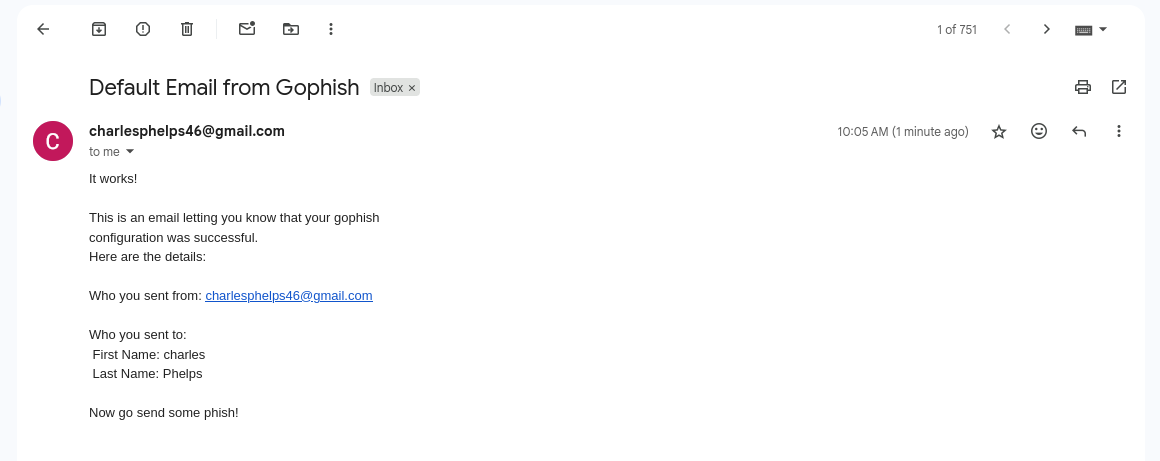 1 of 751
Default Email from Gophish Inbox ×
C
charlesphelps46@gmail.com 10:05 AM (1 minute ago)
to me
It works!
This is an email letting you know that your gophish
configuration was successful.
Here are the details:
Who you sent from: charlesphelps46@gmail.com
Who you sent to:
First Name: charles
Last Name: Phelps
Now go send some phish!